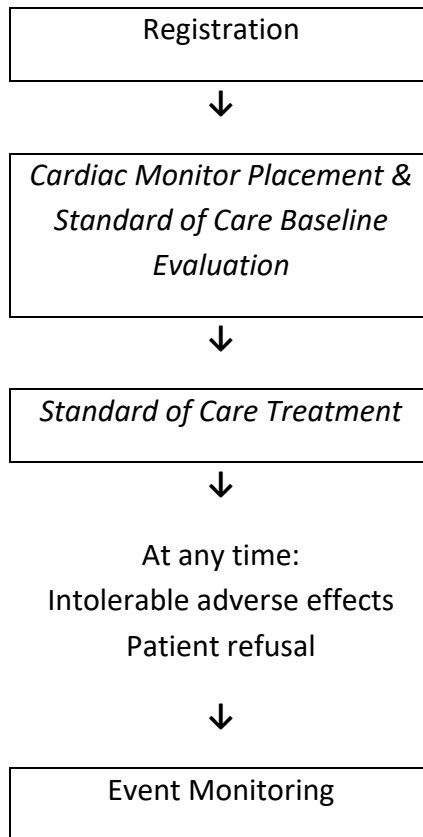 Registration
↓
Cardiac Monitor Placement &
Standard of Care Baseline
Evaluation
↓
Standard of Care Treatment
↓
At any time:
Intolerable adverse effects
Patient refusal
↓
Event Monitoring